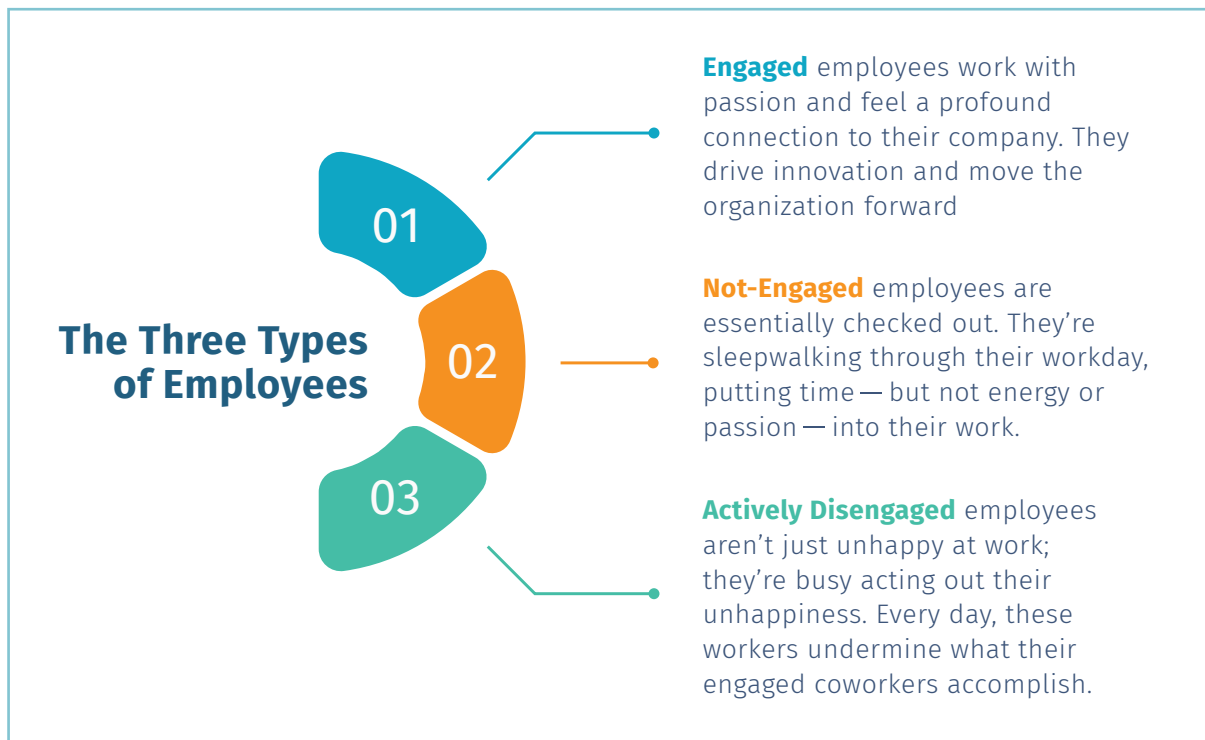 The Three Types
of Employees
01
Engaged employees work with
passion and feel a profound
connection to their company. They
drive innovation and move the
organization forward
02
Not-Engaged employees are
essentially checked out. They’re
sleepwalking through their workday,
putting time — but not energy or
passion — into their work.
03
Actively Disengaged employees
aren’t just unhappy at work;
they’re busy acting out their
unhappiness. Every day, these
workers undermine what their
engaged coworkers accomplish.